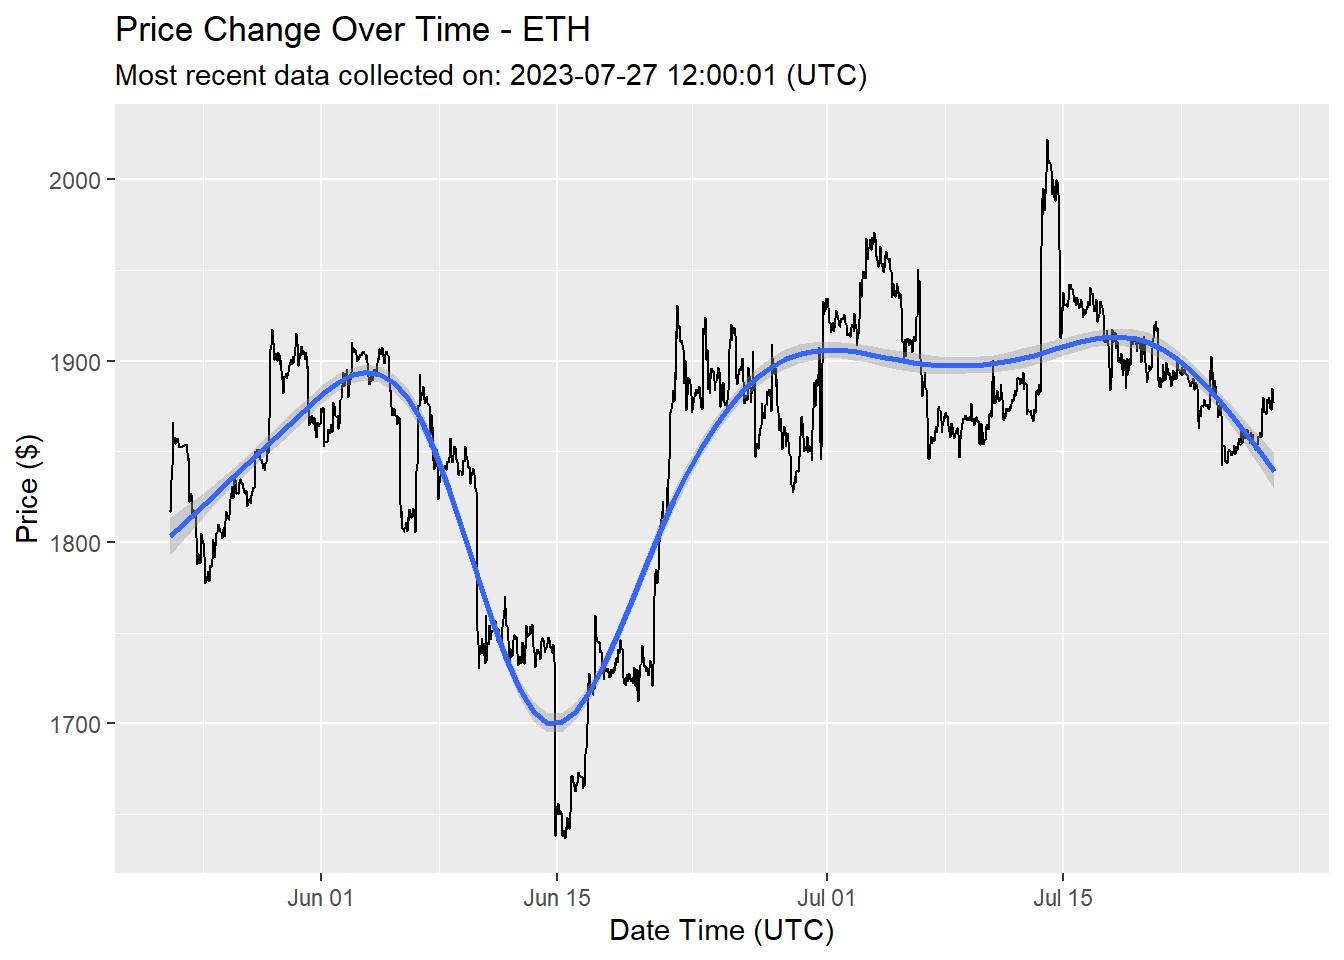 Price Change Over Time - ETH
Most recent data collected on: 2023-07-27 12:00:01 (UTC)
Price ($)
2000
1900
1800
1700
Jun 01
Jun 15
Jul 01
Jul 15
Date Time (UTC)